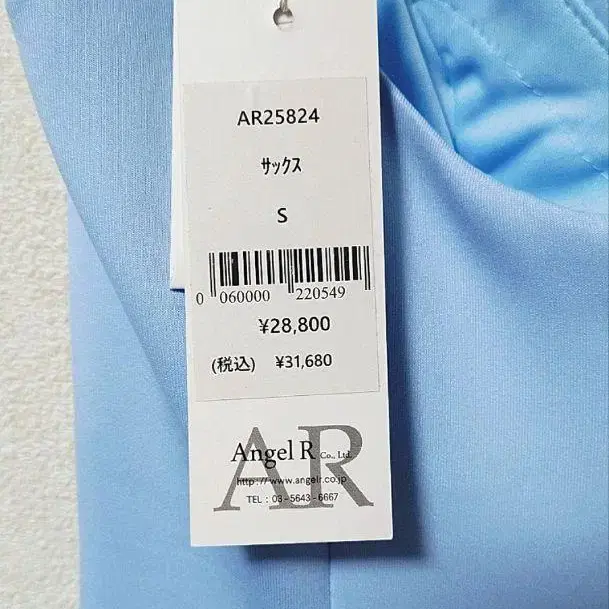 AR25824
サックス
S
0 060000 220549
¥28,800
(税込) ¥31,680
AR
Angel R Co., Ltd.
http://www.angelr.co.jp
TEL : 03-5643-6667